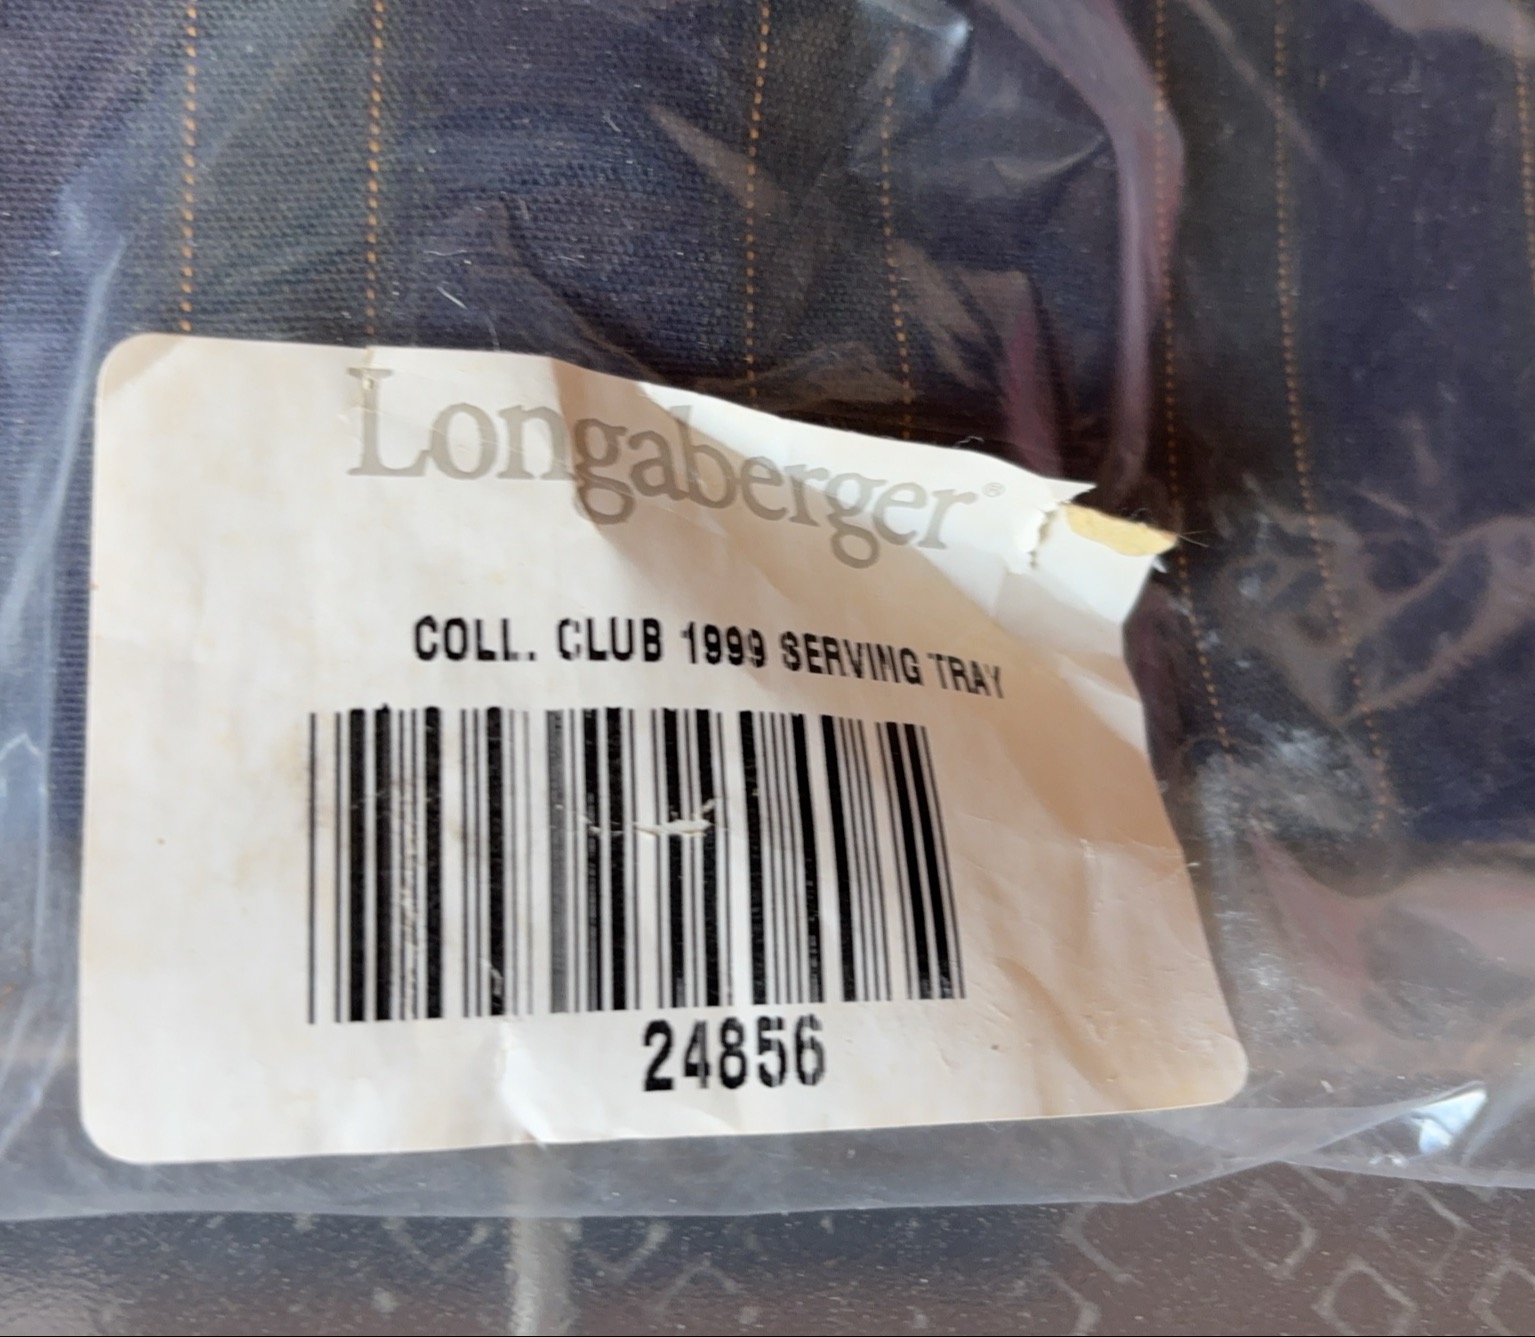 Longaberger®
COLL. CLUB 1999 SERVING TRAY
24856